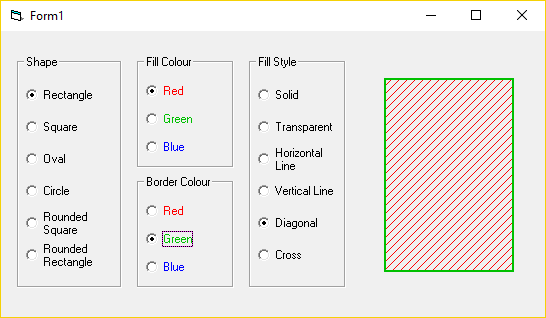 Form1
Shape
Rectangle
Square
Oval
Circle
Rounded
Square
Rounded
Rectangle
Fill Colour
Red
Green
Blue
Border Colour
Red
Green
Blue
Fill Style
Solid
Transparent
Horizontal
Line
Vertical Line
Diagonal
Cross